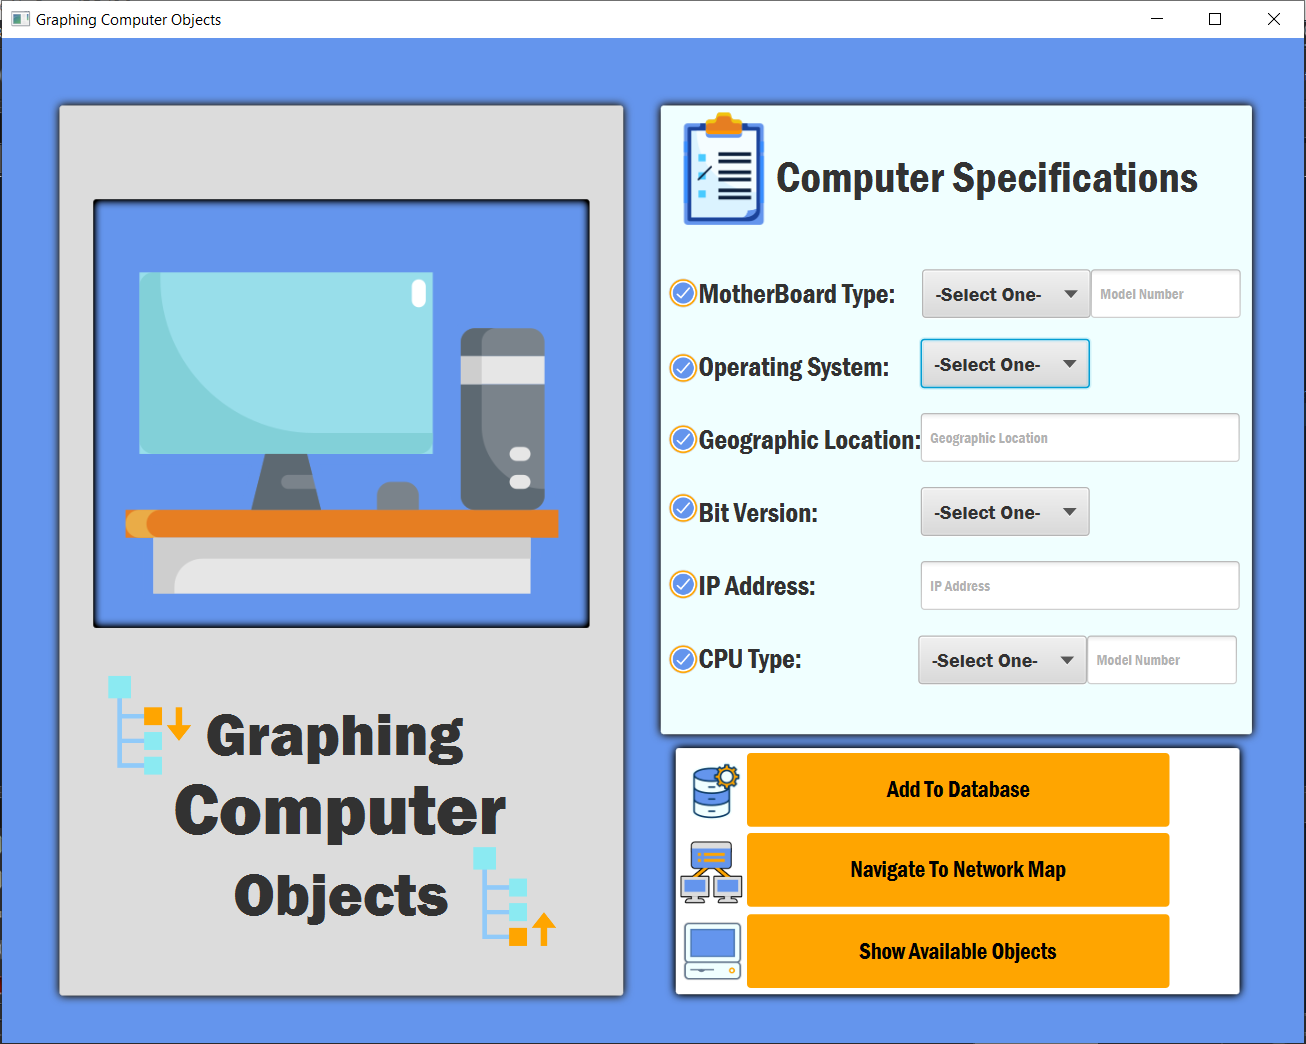 Graphing Computer Objects
Graphing
Computer
Objects
Computer Specifications
MotherBoard Type: -Select One- Model Number
Operating System: -Select One-
Geographic Location: Geographic Location
Bit Version: -Select One-
IP Address: IP Address
CPU Type: -Select One- Model Number
Add To Database
Navigate To Network Map
Show Available Objects